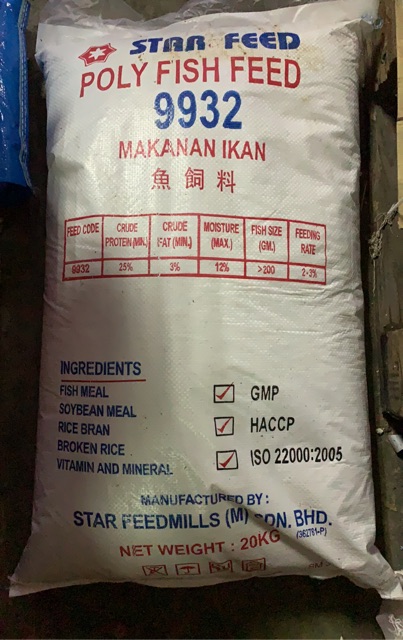 STAR FEED
POLY FISH FEED
9932
MAKANAN IKAN
魚飼料
FEED CODE CRUDE PROTEIN(MIN.) CRUDE FAT (MIN.) MOISTURE (MAX.) FISH SIZE (GM.) FEEDING RATE
9932 25% 3% 12% >200 2-3%
INGREDIENTS
FISH MEAL
SOYBEAN MEAL
RICE BRAN
BROKEN RICE
VITAMIN AND MINERAL
GMP
HACCP
ISO 22000:2005
MANUFACTURED BY :
STAR FEEDMILLS (M) SDN. BHD.
(362781-P)
NET WEIGHT : 20KG